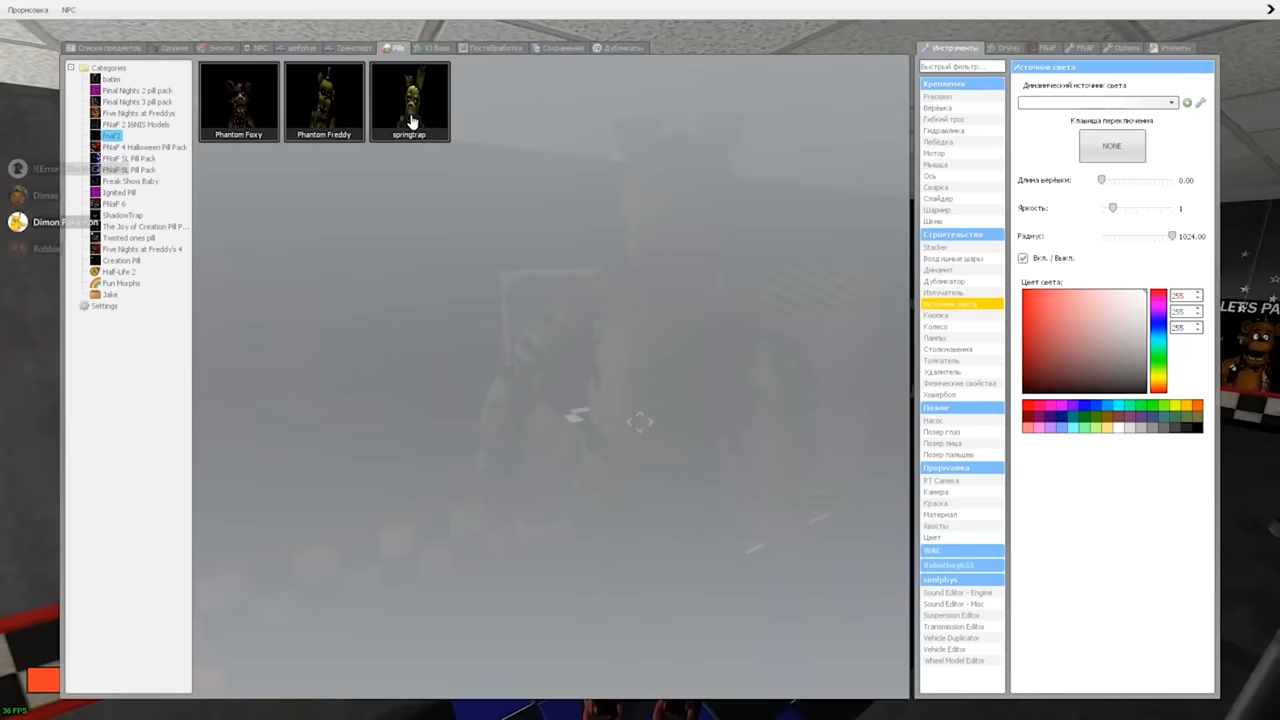 Прорисовка NPC
Списки предметов Оружие Энтити NPC simfphys Транспорт Pills VJ Base Постобработка Сохранения Дубликаты
Categories
batim
Final Nights 2 pill pack
Final Nights 3 pill pack
Five Nights at Freddys
FNaF 2 IGNIS Models
fnaf3
FNaF 4 Halloween Pill Pack
FNaF SL Pill Pack
FNaF SL Pill Pack
Freak Show Baby
Ignited Pill
FNaF 6
ShadowTrap
The Joy of Creation Pill P...
Twisted ones pill
Five Nights at Freddy's 4
Creation Pill
Half-Life 2
Fun Morphs
Jake
Settings
Phantom Foxy
Phantom Freddy
springtrap
!(Error
Dimas
Dimon
Robbie
36 FPS
Инструменты DrVrej FNaF FNAF Options Утилиты
Быстрый фильтр...
Крепления
Precision
Верёвка
Гибкий трос
Гидравлика
Лебёдка
Мотор
Мышца
Ось
Сварка
Слайдер
Шарнир
Шкив
Строительство
Stacker
Воздушные шары
Динамит
Дубликатор
Излучатель
Источник света
Кнопка
Колесо
Лампы
Столкновения
Толкатель
Удалитель
Физические свойства
Ховербол
Позинг
Насос
Позер глаз
Позер лица
Позер пальцев
Прорисовка
RT Camera
Камера
Краска
Материал
Хвосты
Цвет
WAC
Robotboy655
simfphys
Sound Editor - Engine
Sound Editor - Misc
Suspension Editor
Transmission Editor
Vehicle Duplicator
Vehicle Editor
Wheel Model Editor
Источник света
Динамический источник света
Клавиша переключения
NONE
Длина верёвки: 0.00
Яркость: 1
Радиус: 1024.00
Вкл. / Выкл.
Цвет света:
255
255
255
LET'S PA